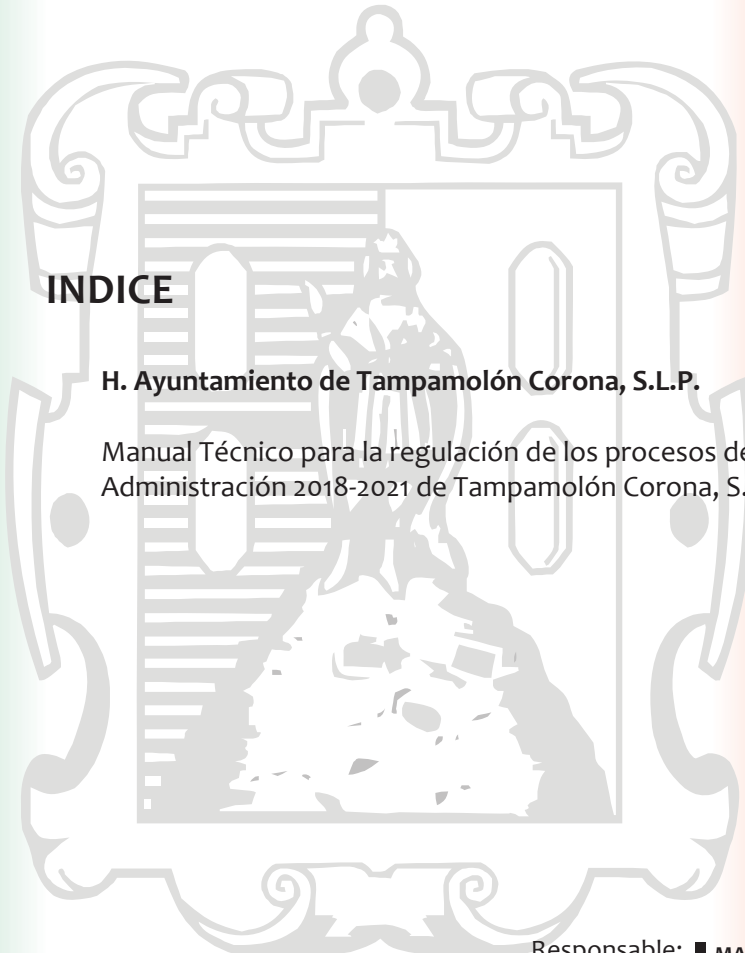 INDICE
H. Ayuntamiento de Tampamolón Corona, S.L.P.
Manual Técnico para la regulación de los procesos de
Administración 2018-2021 de Tampamolón Corona, S.
Responsable: